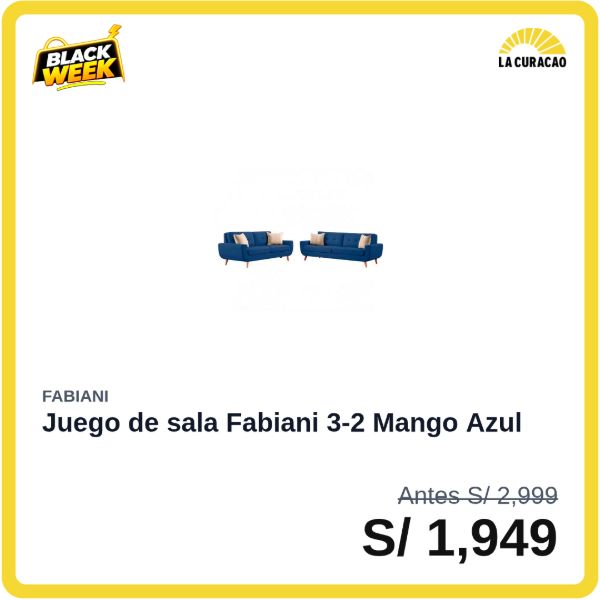 BLACK
WEEK
LA CURACAO
FABIANI
Juego de sala Fabiani 3-2 Mango Azul
Antes S/ 2,999
S/ 1,949